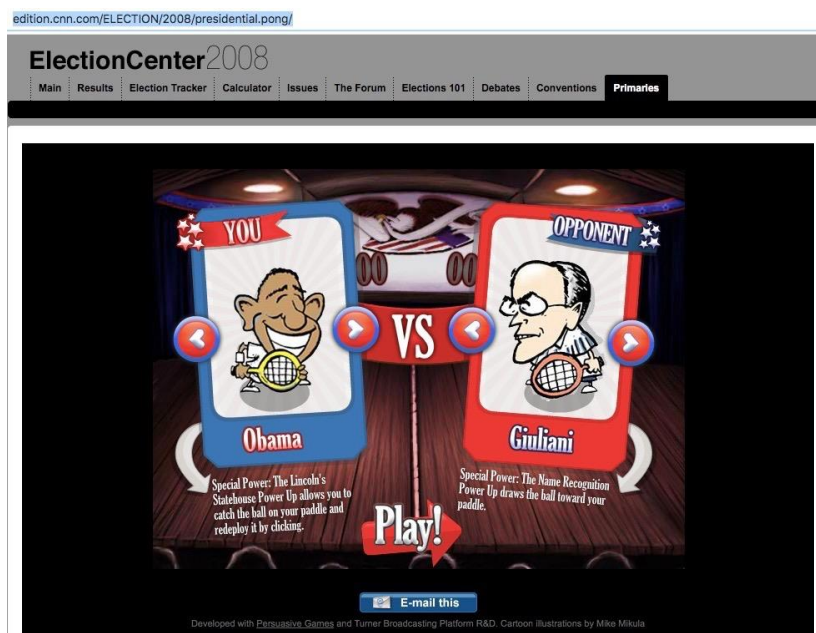 edition.cnn.com/ELECTION/2008/presidential.pong/
ElectionCenter2008
Main Results Election Tracker Calculator Issues The Forum Elections 101 Debates Conventions Primaries
YOU
OPPONENT
00 00
VS
Obama
Giuliani
Special Power: The Lincoln's
Statehouse Power Up allows you to
catch the ball on your paddle and
redeploy it by clicking.
Special Power: The Name Recognition
Power Up draws the ball toward your
paddle.
Play!
E-mail this
Developed with Persuasive Games and Turner Broadcasting Platform R&D. Cartoon illustrations by Mike Mikula